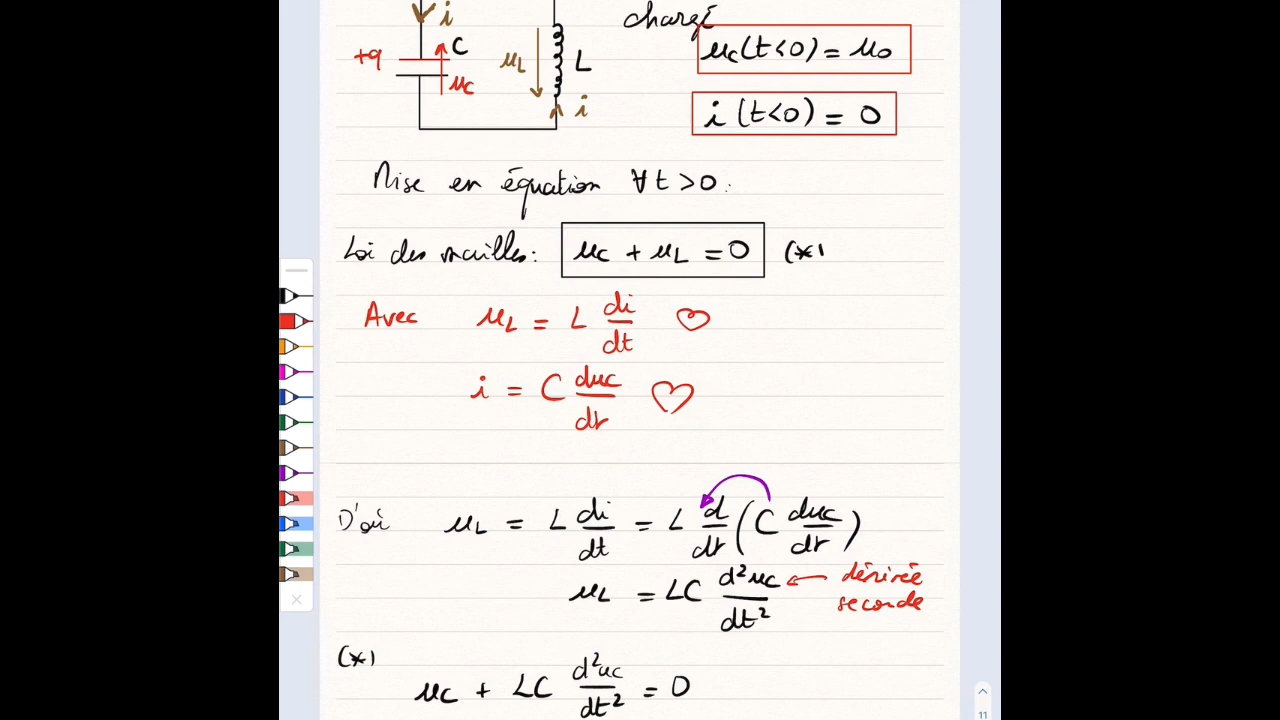 chargé
i
+q
C
uc
uL
L
i
uc(t<0) = u0
i (t<0) = 0
Mise en équation ∀t>0 :
Loi des mailles : uc + uL = 0 (*)
Avec uL = L di/dt ♡
i = C duc/dt ♡
D'où uL = L di/dt = L d/dt (C duc/dt)
uL = LC d²uc/dt² ← dérivée
seconde
(*)
uc + LC d²uc/dt² = 0
11